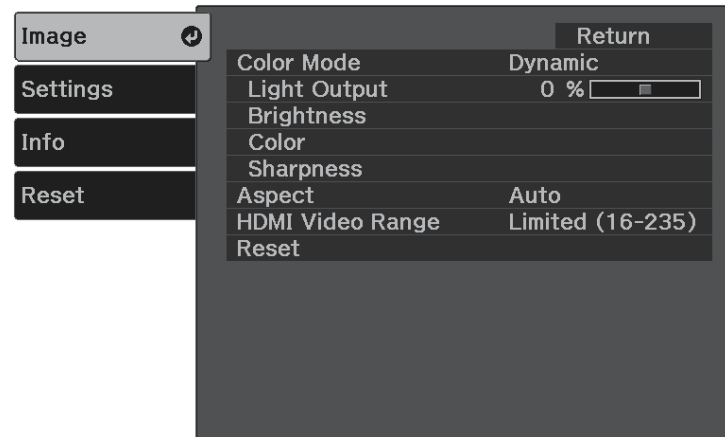 Image
Settings
Info
Reset
Return
Color Mode Dynamic
Light Output 0 %
Brightness
Color
Sharpness
Aspect Auto
HDMI Video Range Limited (16-235)
Reset